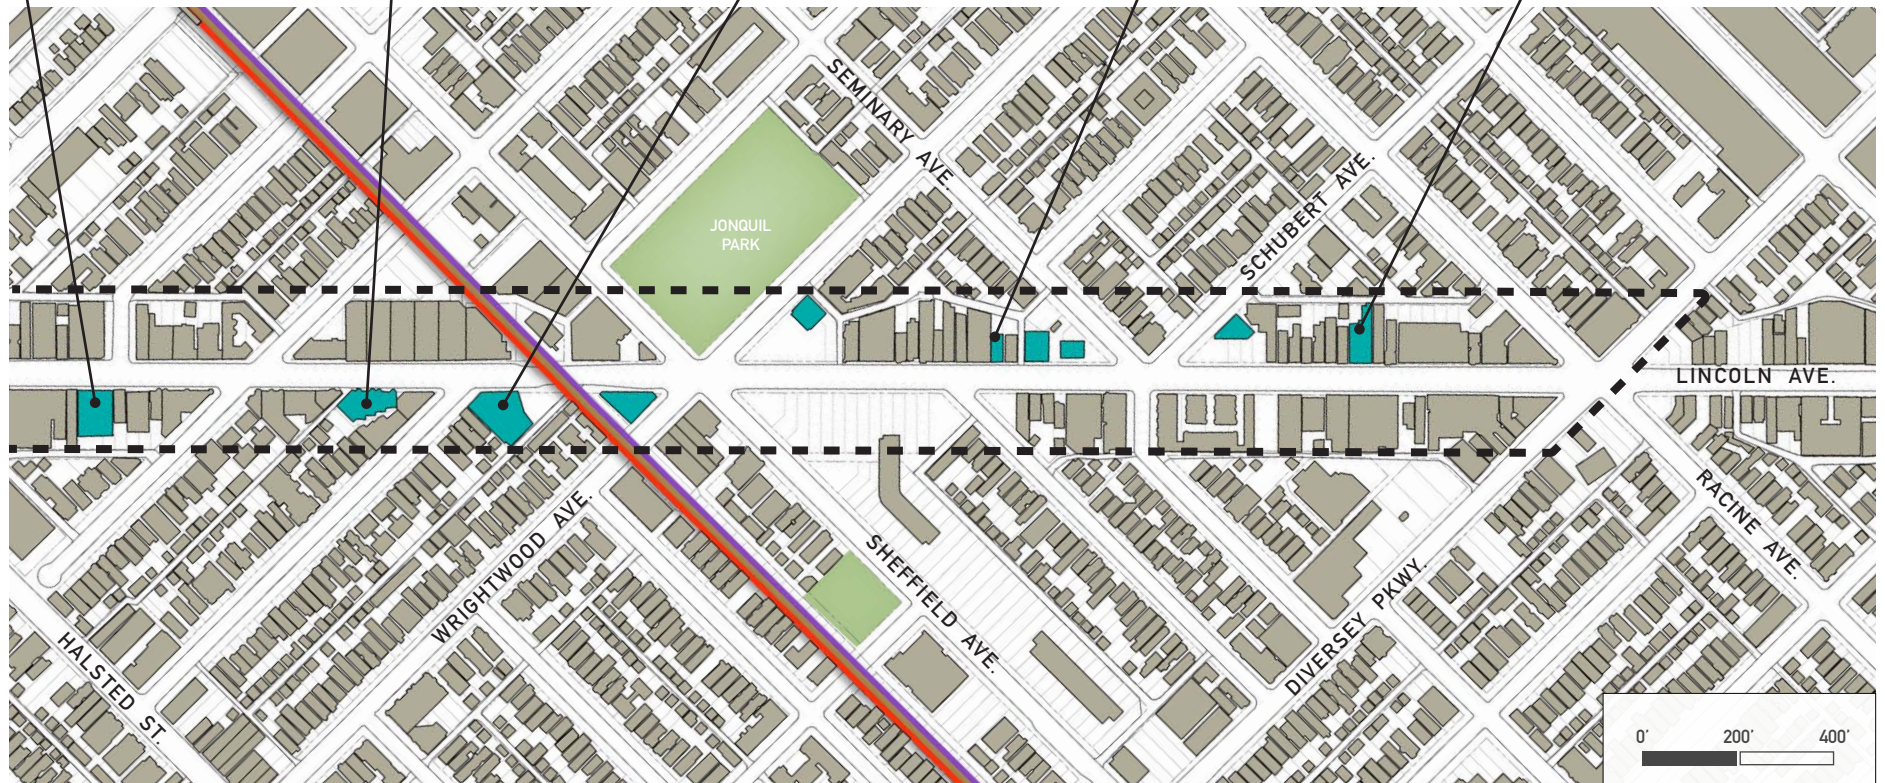 SEMINARY AVE.
SCHUBERT AVE.
JONQUIL
PARK
LINCOLN AVE.
WRIGHTWOOD AVE.
SHEFFIELD AVE.
RACINE AVE.
DIVERSEY PKWY.
HALSTED ST.
0' 200' 400'